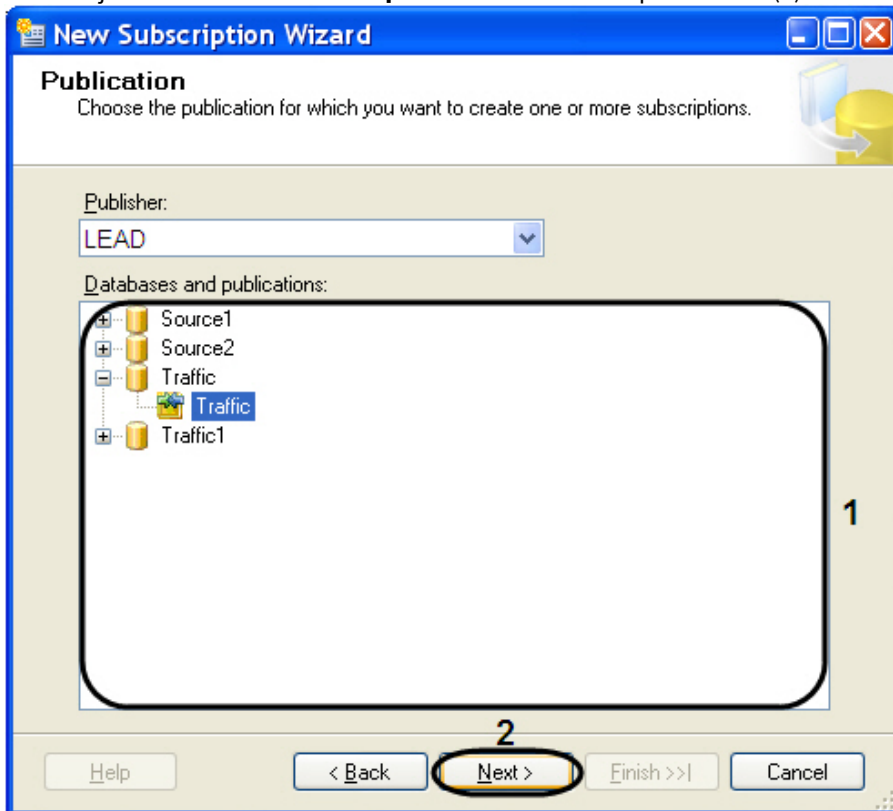 New Subscription Wizard
Publication
Choose the publication for which you want to create one or more subscriptions.
Publisher:
LEAD
Databases and publications:
Source1
Source2
Traffic
Traffic
Traffic1
1
2
Help
< Back
Next >
Finish >>|
Cancel